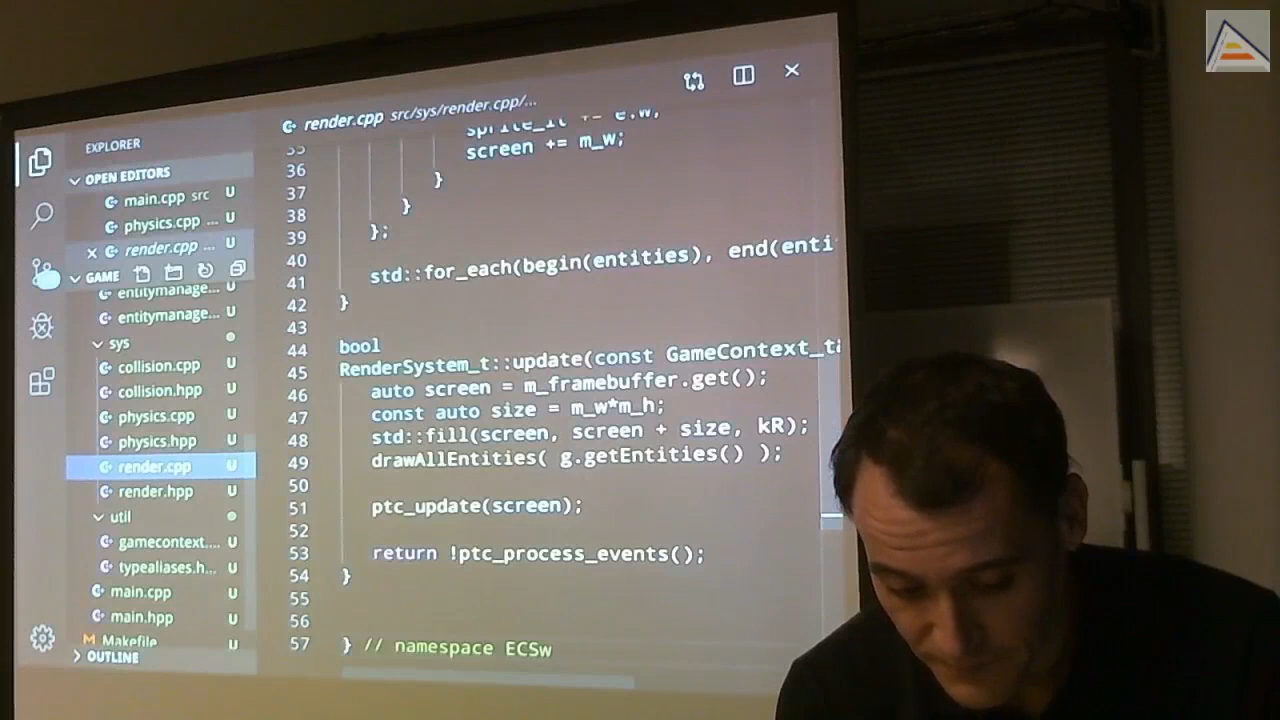 EXPLORER
OPEN EDITORS
main.cpp src U
physics.cpp ... U
render.cpp ... U
GAME
entitymanage... U
entitymanage... U
sys
collision.cpp U
collision.hpp U
physics.cpp U
physics.hpp U
render.cpp U
render.hpp U
util
gamecontext.... U
typealiases.h... U
main.cpp U
main.hpp U
Makefile U
OUTLINE
render.cpp src/sys/render.cpp/...
35 sprite_it += e.w;
36 screen += m_w;
37 }
38 }
39 };
40
41 std::for_each(begin(entities), end(enti
42 }
43
44 bool
45 RenderSystem_t::update(const GameContext_t&
46 auto screen = m_framebuffer.get();
47 const auto size = m_w*m_h;
48 std::fill(screen, screen + size, kR);
49 drawAllEntities( g.getEntities() );
50
51 ptc_update(screen);
52
53 return !ptc_process_events();
54 }
55
56
57 } // namespace ECSw